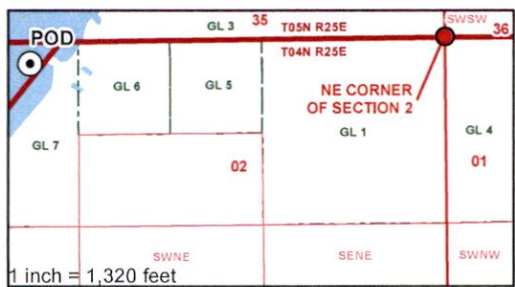 SWSW
GL 3
35
T05N R25E
36
POD
T04N R25E
GL 6
GL 5
NE CORNER
OF SECTION 2
GL 7
GL 1
GL 4
02
01
SWNE
SENE
SWNW
1 inch = 1,320 feet